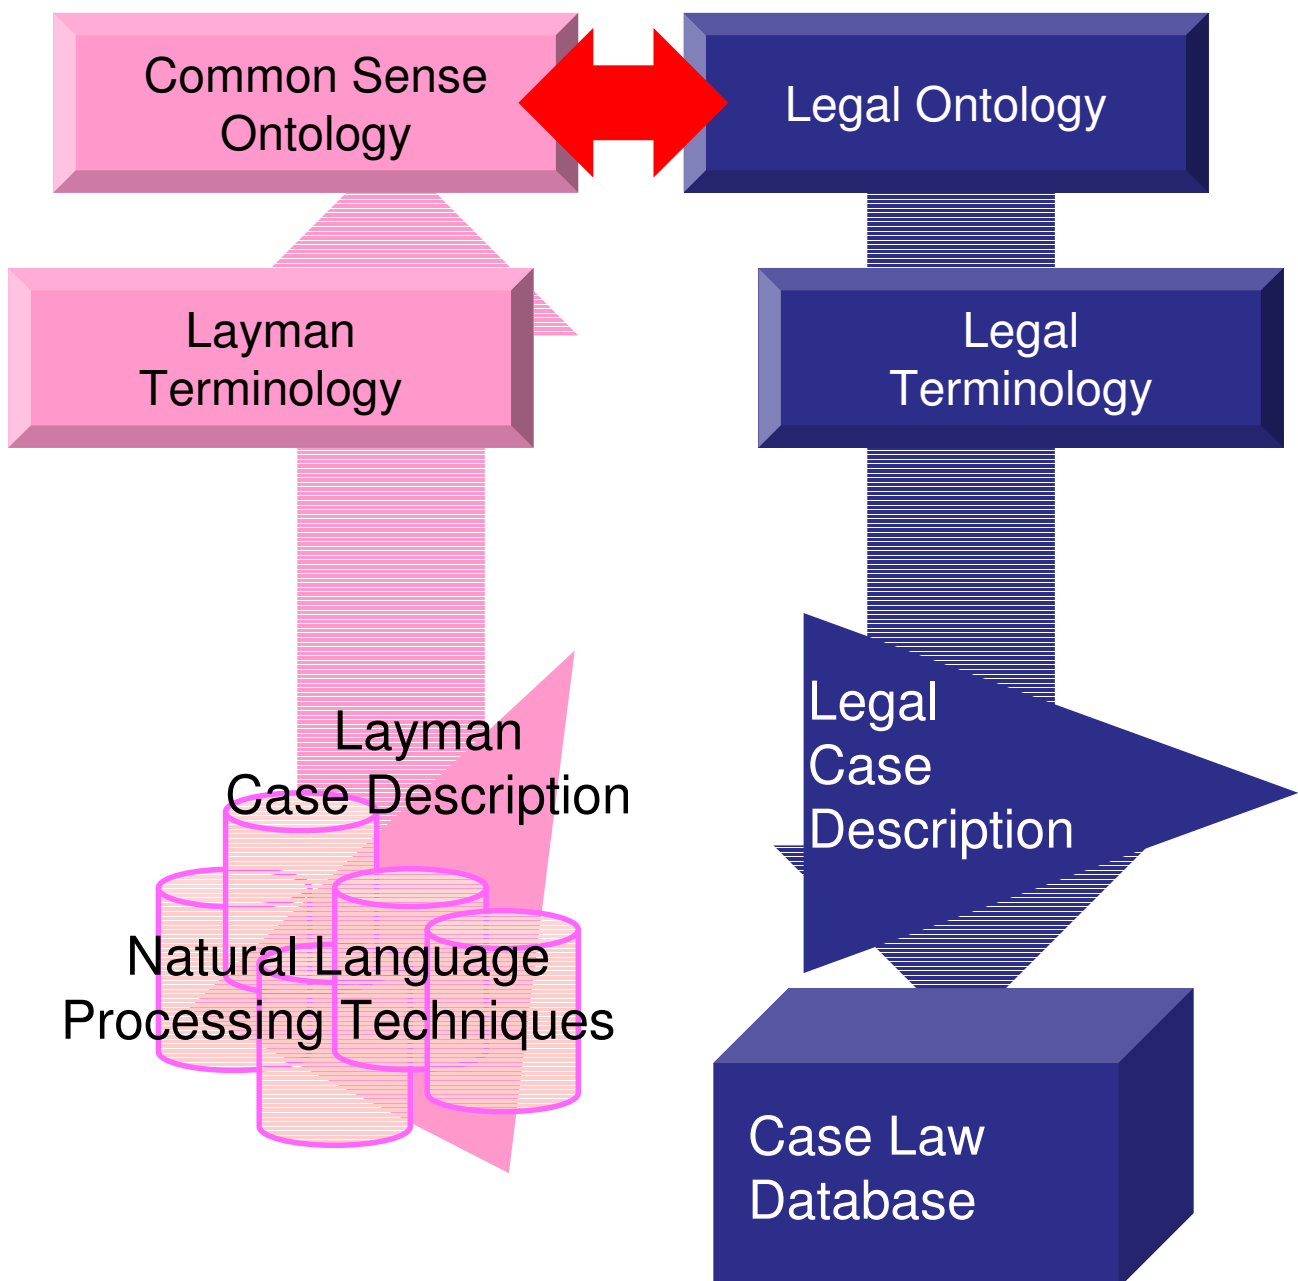 Common Sense
Ontology
Legal Ontology
Layman
Terminology
Legal
Terminology
Layman
Case Description
Legal
Case
Description
Natural Language
Processing Techniques
Case Law
Database